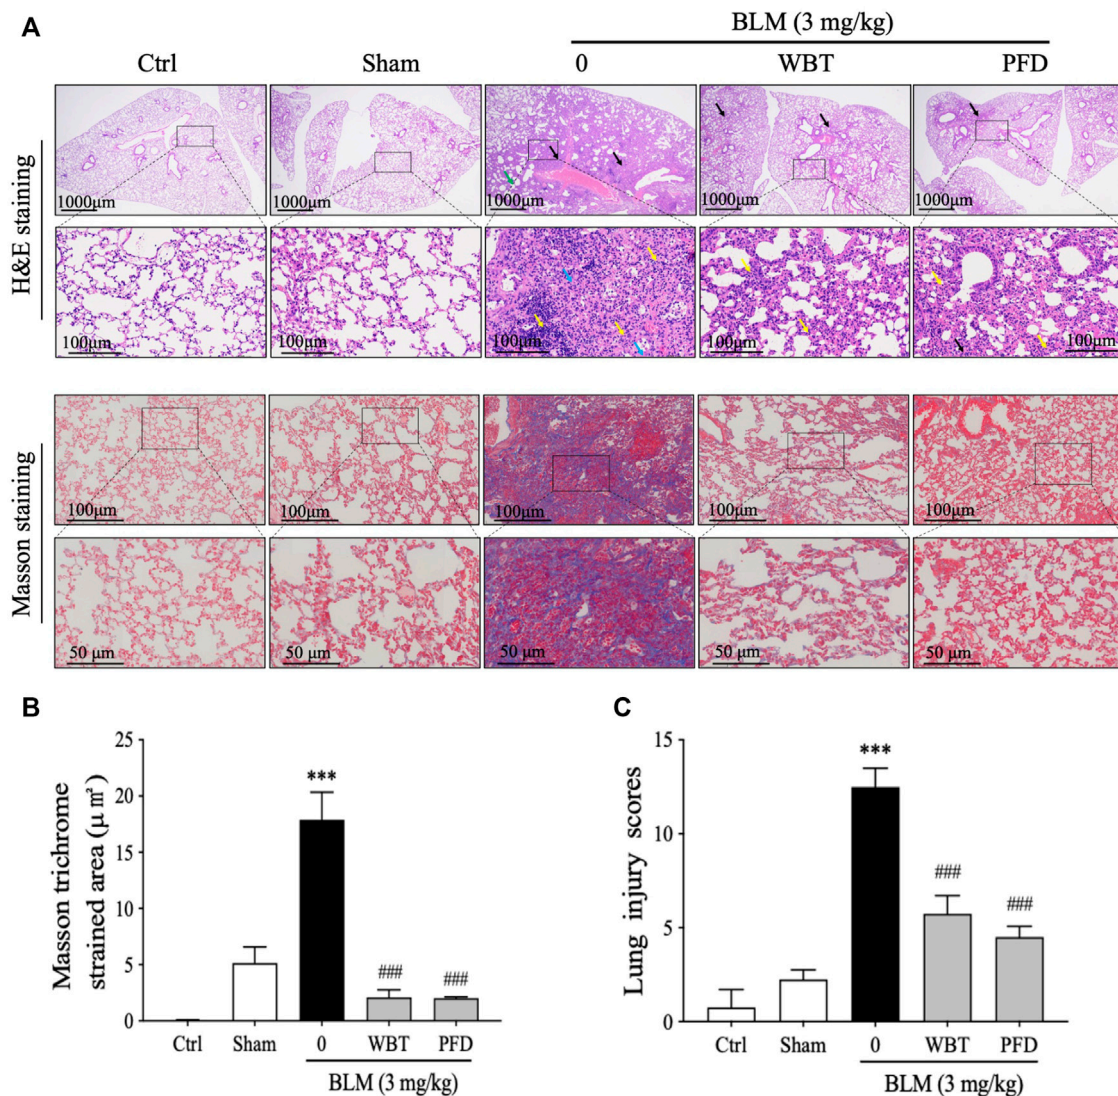 A
BLM (3 mg/kg)
Ctrl Sham 0 WBT PFD
H&E staining
1000μm 1000μm 1000μm 1000μm 1000μm
100μm 100μm 100μm 100μm 100μm
Masson staining
100μm 100μm 100μm 100μm 100μm
50 μm 50 μm 50 μm 50 μm 50 μm
B
Masson trichrome
strained area (μm²)
25
20
15
10
5
0
***
###
###
Ctrl Sham 0 WBT PFD
BLM (3 mg/kg)
C
Lung injury scores
15
10
5
0
***
###
###
Ctrl Sham 0 WBT PFD
BLM (3 mg/kg)